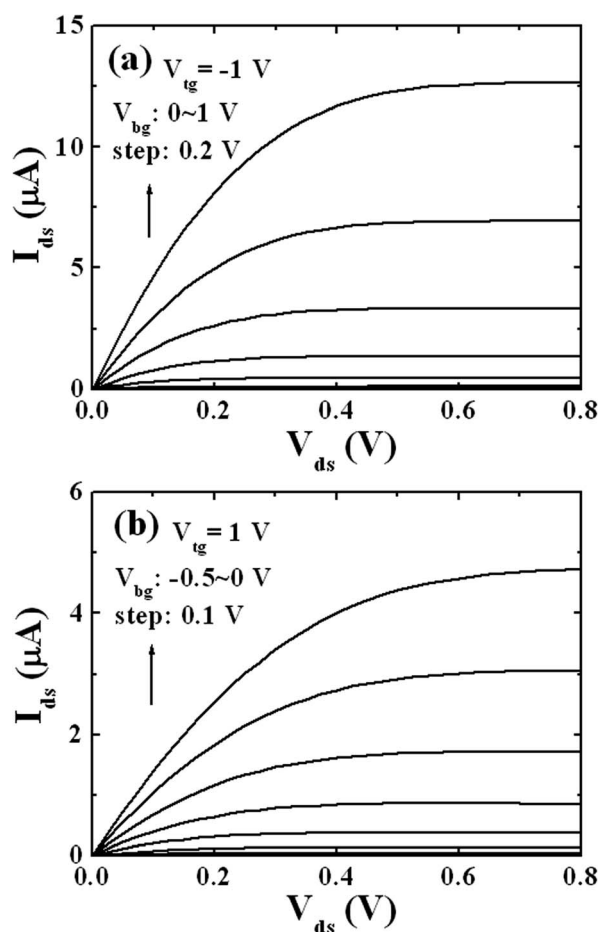 15
(a) V_tg = -1 V
V_bg: 0~1 V
step: 0.2 V
10
I_ds (μA)
5
0
0.0 0.2 0.4 0.6 0.8
V_ds (V)
6
(b) V_tg = 1 V
V_bg: -0.5~0 V
step: 0.1 V
4
I_ds (μA)
2
0
0.0 0.2 0.4 0.6 0.8
V_ds (V)